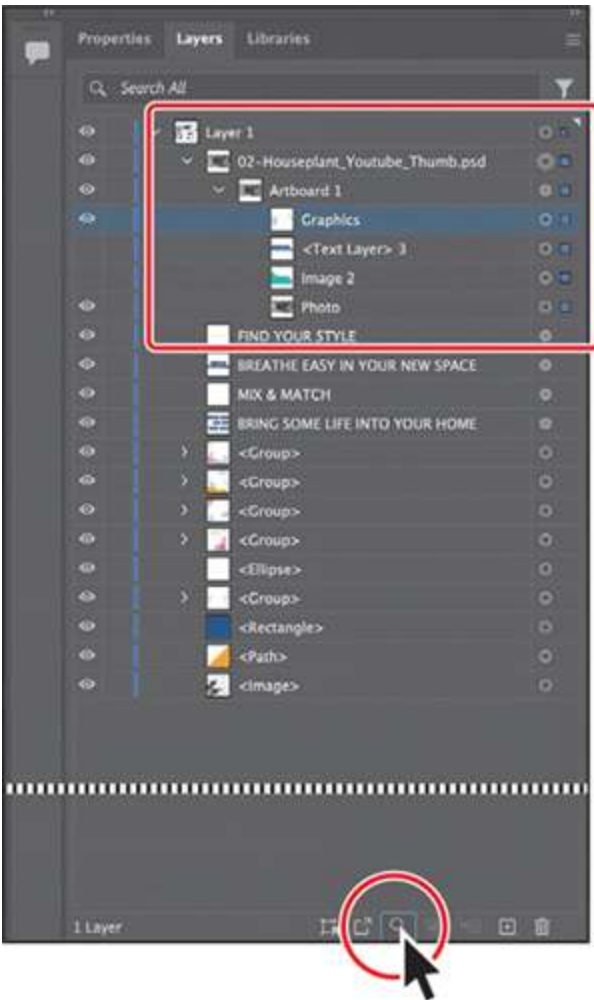 Properties Layers Libraries
Search All
Layer 1
02-Houseplant_Youtube_Thumb.psd
Artboard 1
Graphics
<Text Layer> 3
Image 2
Photo
FIND YOUR STYLE
BREATHE EASY IN YOUR NEW SPACE
MIX & MATCH
BRING SOME LIFE INTO YOUR HOME
<Group>
<Group>
<Group>
<Group>
<Ellipse>
<Group>
<Rectangle>
<Path>
<Image>
1 Layer